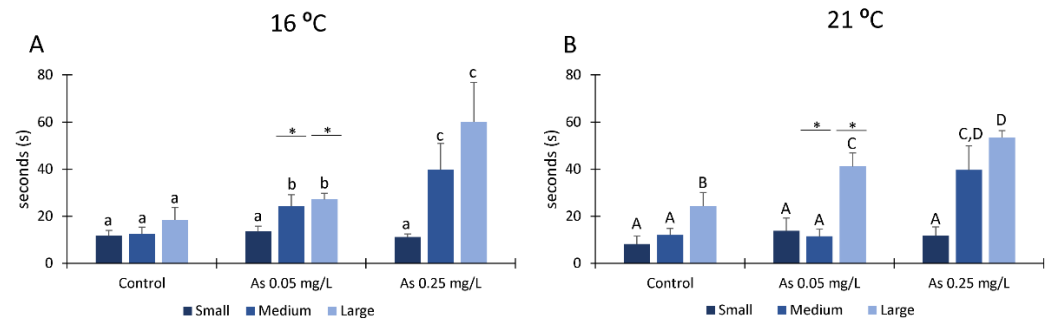 16 ⁰C
A
seconds (s)
80
60
40
20
0
a
a
a
a
b
b
a
c
c
*
*
Control
As 0.05 mg/L
As 0.25 mg/L
Small
Medium
Large
21 ⁰C
B
seconds (s)
80
60
40
20
0
A
A
B
A
A
C
A
C,D
D
*
*
Control
As 0.05 mg/L
As 0.25 mg/L
Small
Medium
Large